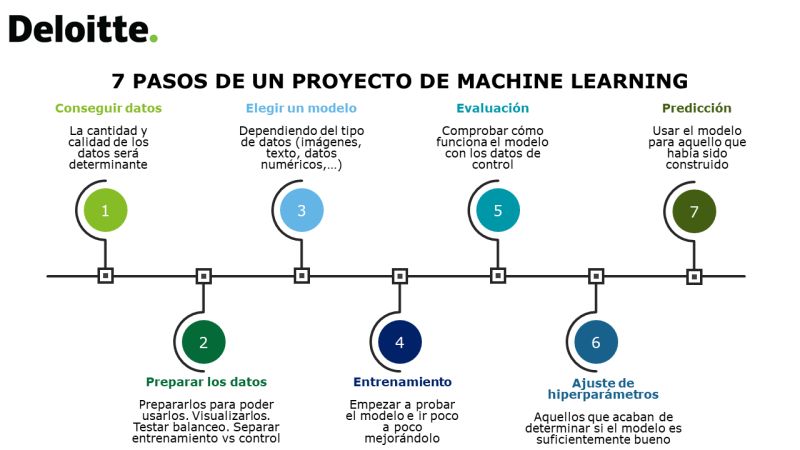 Deloitte.
7 PASOS DE UN PROYECTO DE MACHINE LEARNING
Conseguir datos
La cantidad y
calidad de los
datos será
determinante
1
2
Preparar los datos
Prepararlos para poder
usarlos. Visualizarlos.
Testar balanceo. Separar
entrenamiento vs control
Elegir un modelo
Dependiendo del tipo
de datos (imágenes,
texto, datos
numéricos,...)
3
4
Entrenamiento
Empezar a probar
el modelo e ir poco
a poco
mejorándolo
Evaluación
Comprobar cómo
funciona el modelo
con los datos de
control
5
6
Ajuste de
hiperparámetros
Aquellos que acaban de
determinar si el modelo es
suficientemente bueno
Predicción
Usar el modelo
para aquello que
había sido
construido
7